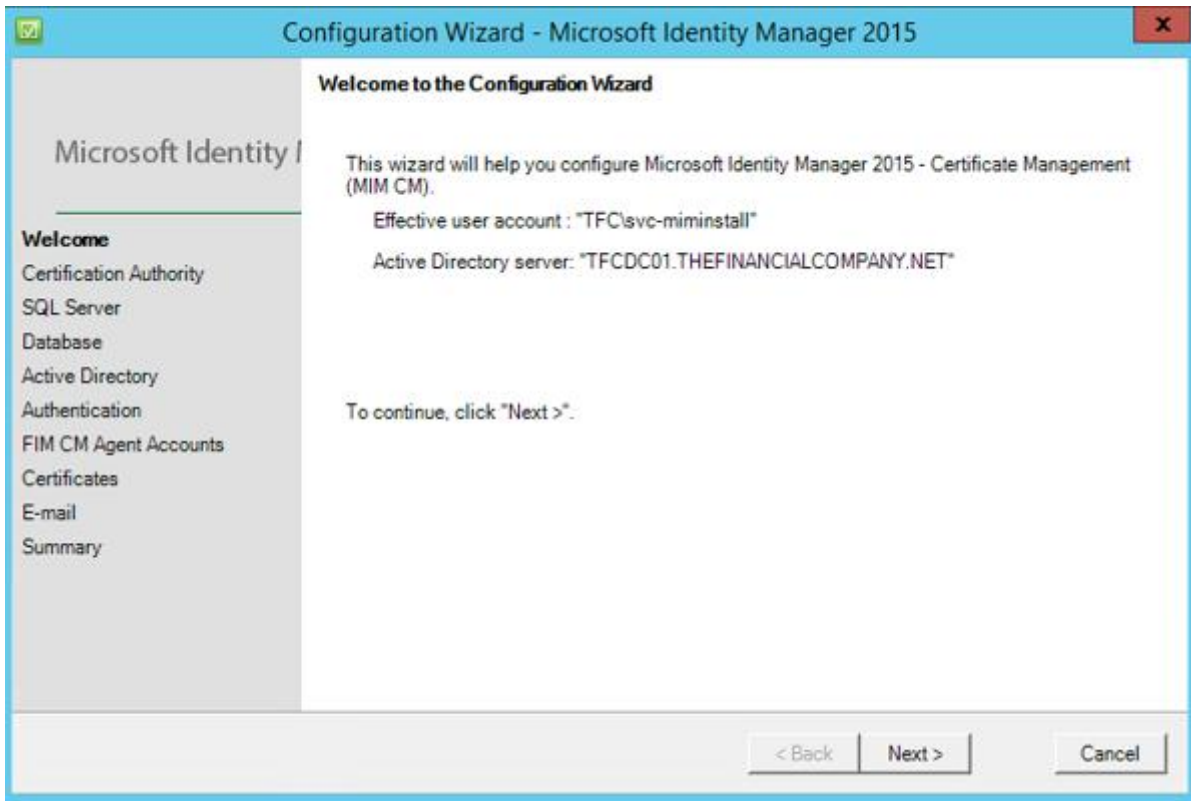 Configuration Wizard - Microsoft Identity Manager 2015
x
Welcome to the Configuration Wizard
Microsoft Identity
This wizard will help you configure Microsoft Identity Manager 2015 - Certificate Management
(MIM CM).
Effective user account : "TFC\svc-miminstall"
Active Directory server: "TFCDC01.THEFINANCIALCOMPANY.NET"
To continue, click "Next >".
Welcome
Certification Authority
SQL Server
Database
Active Directory
Authentication
FIM CM Agent Accounts
Certificates
E-mail
Summary
< Back
Next >
Cancel